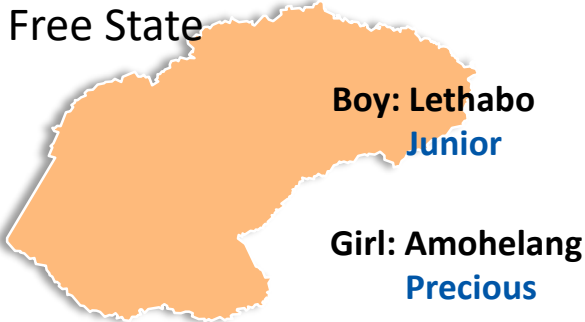 Free State
Boy: Lethabo
Junior
Girl: Amohelang
Precious